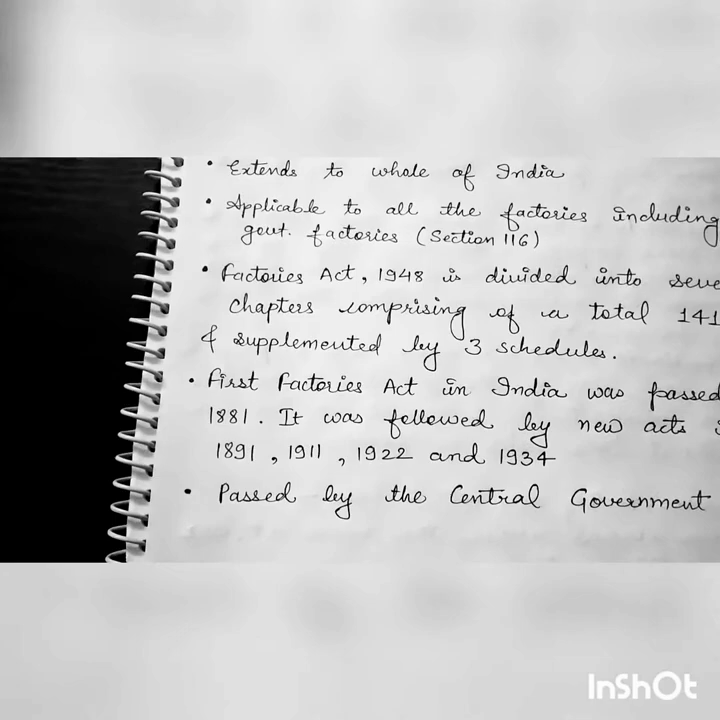 • Extends to whole of India
• Applicable to all the factories including
govt. factories (Section 116)
• Factories Act, 1948 is divided into seve
chapters comprising of a total 141
& supplemented by 3 schedules.
• First Factories Act in India was passed
1881. It was followed by new acts
1891, 1911, 1922 and 1934
• Passed by the Central Government
InShOt